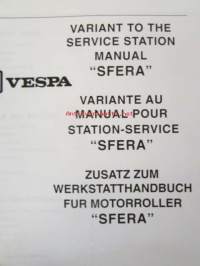 VARIANT TO THE
SERVICE STATION
MANUAL
"SFERA"
VESPA
VARIANTE AU
MANUAL POUR
STATION-SERVICE
"SFERA"
ZUSATZ ZUM
WERKSTATTHANDBUCH
FUR MOTORROLLER
"SFERA"